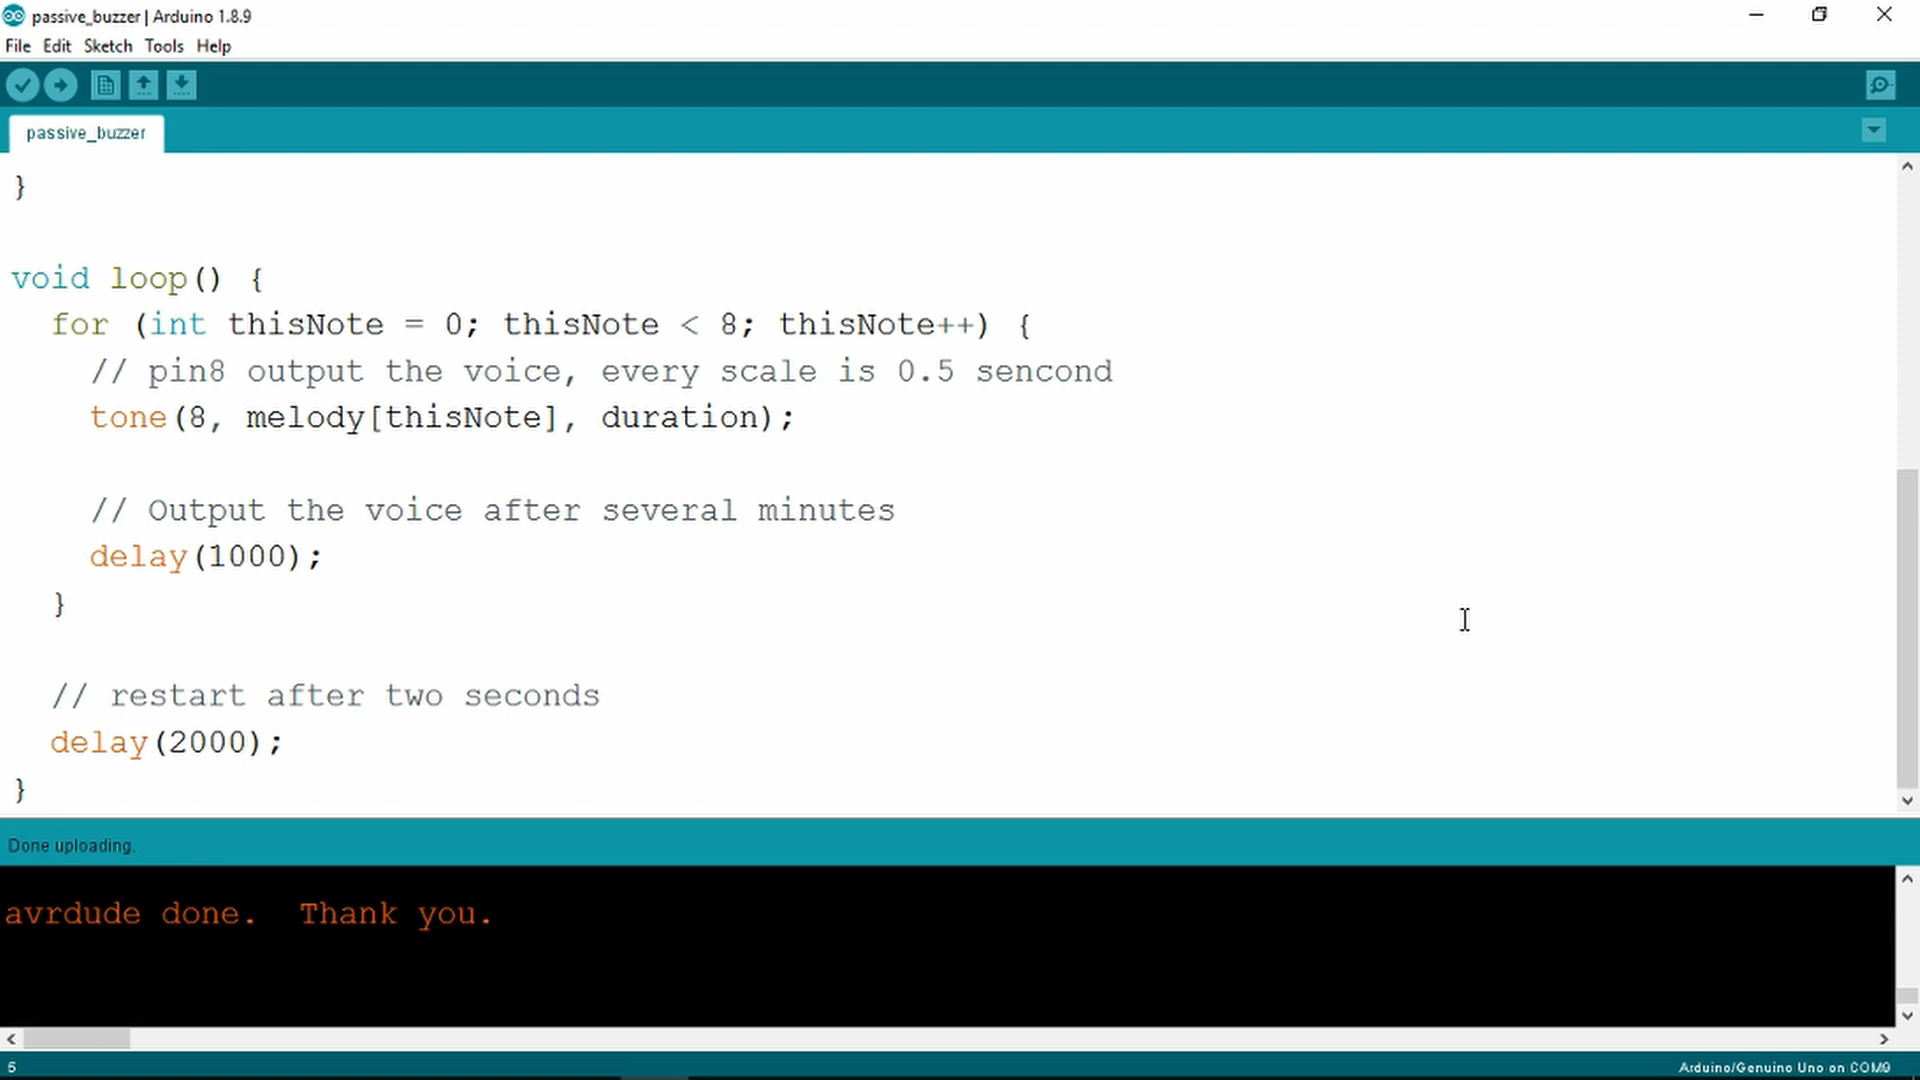 passive_buzzer | Arduino 1.8.9
File Edit Sketch Tools Help
passive_buzzer
}
void loop() {
for (int thisNote = 0; thisNote < 8; thisNote++) {
// pin8 output the voice, every scale is 0.5 sencond
tone(8, melody[thisNote], duration);
// Output the voice after several minutes
delay(1000);
}
// restart after two seconds
delay(2000);
}
Done uploading.
avrdude done.  Thank you.
5
Arduino/Genuino Uno on COM9